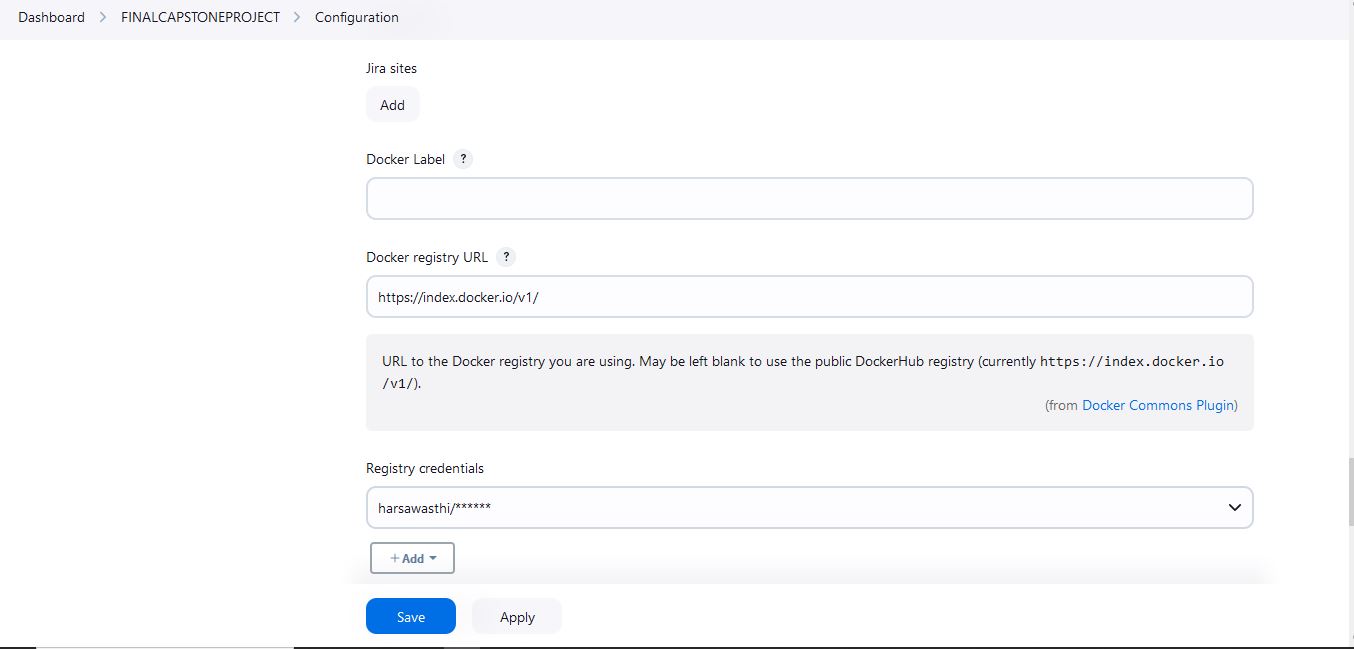 Dashboard > FINALCAPSTONEPROJECT > Configuration
Jira sites
Add
Docker Label ?
Docker registry URL ?
https://index.docker.io/v1/
URL to the Docker registry you are using. May be left blank to use the public DockerHub registry (currently https://index.docker.io
/v1/).
(from Docker Commons Plugin)
Registry credentials
harsawasthi/******
+ Add
Save Apply